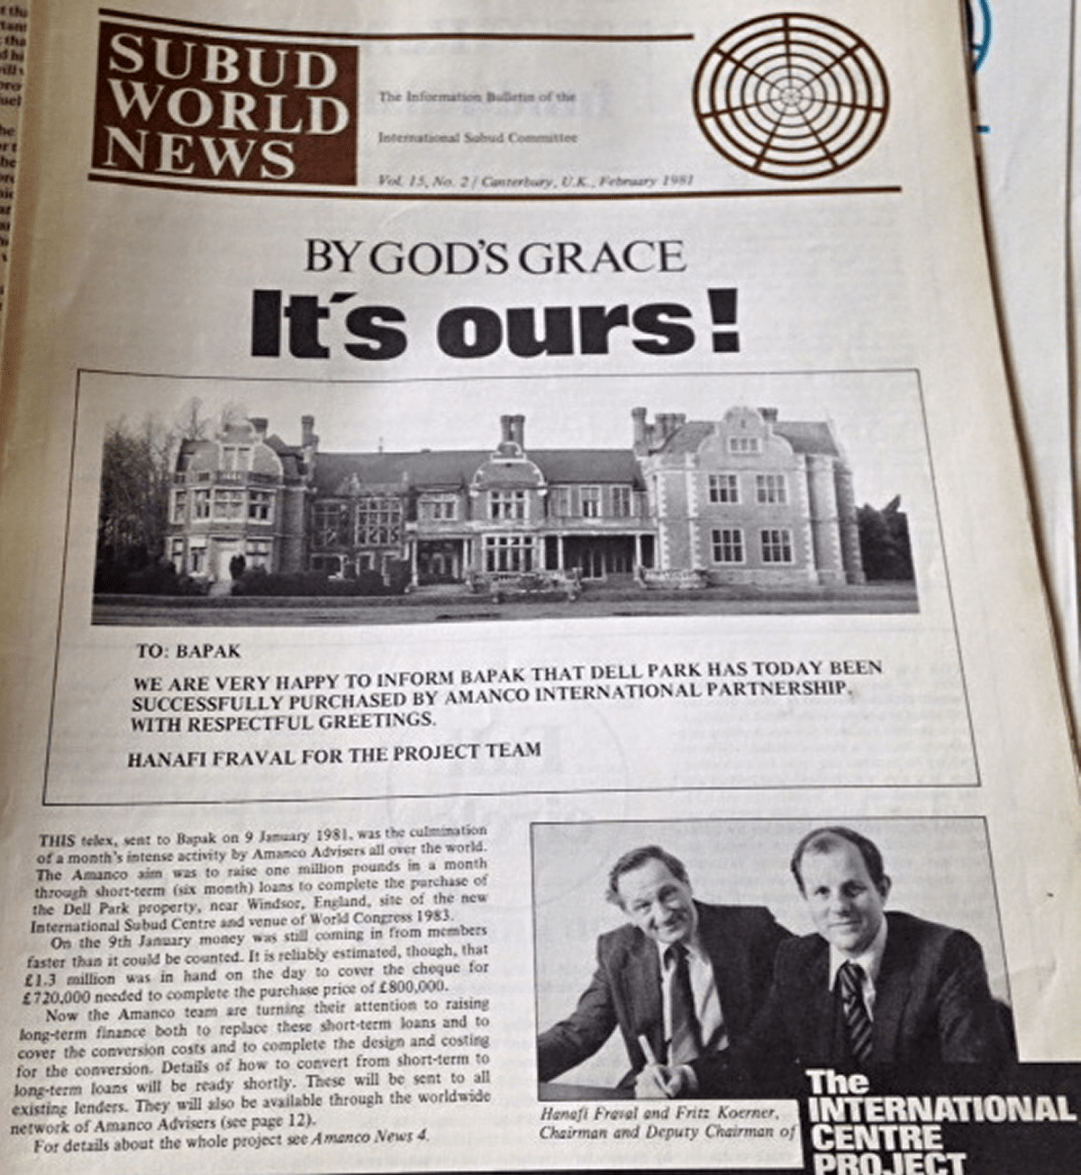 SUBUD
WORLD
NEWS
The Information Bulletin of the
International Subud Committee
Vol. 15, No. 2 / Canterbury, U.K., February 1981
BY GOD'S GRACE
It's ours!
TO: BAPAK
WE ARE VERY HAPPY TO INFORM BAPAK THAT DELL PARK HAS TODAY BEEN
SUCCESSFULLY PURCHASED BY AMANCO INTERNATIONAL PARTNERSHIP.
WITH RESPECTFUL GREETINGS.
HANAFI FRAVAL FOR THE PROJECT TEAM
THIS telex, sent to Bapak on 9 January 1981, was the culmination
of a month's intense activity by Amanco Advisers all over the world.
The Amanco aim was to raise one million pounds in a month
through short-term (six month) loans to complete the purchase of
the Dell Park property, near Windsor, England, site of the new
International Subud Centre and venue of World Congress 1983.
On the 9th January money was still coming in from members
faster than it could be counted. It is reliably estimated, though, that
£1.3 million was in hand on the day to cover the cheque for
£720,000 needed to complete the purchase price of £800,000.
Now the Amanco team are turning their attention to raising
long-term finance both to replace these short-term loans and to
cover the conversion costs and to complete the design and costing
for the conversion. Details of how to convert from short-term to
long-term loans will be ready shortly. These will be sent to all
existing lenders. They will also be available through the worldwide
network of Amanco Advisers (see page 12).
For details about the whole project see Amanco News 4.
Hanafi Fraval and Fritz Koerner,
Chairman and Deputy Chairman of
The
INTERNATIONAL
CENTRE
PROJECT